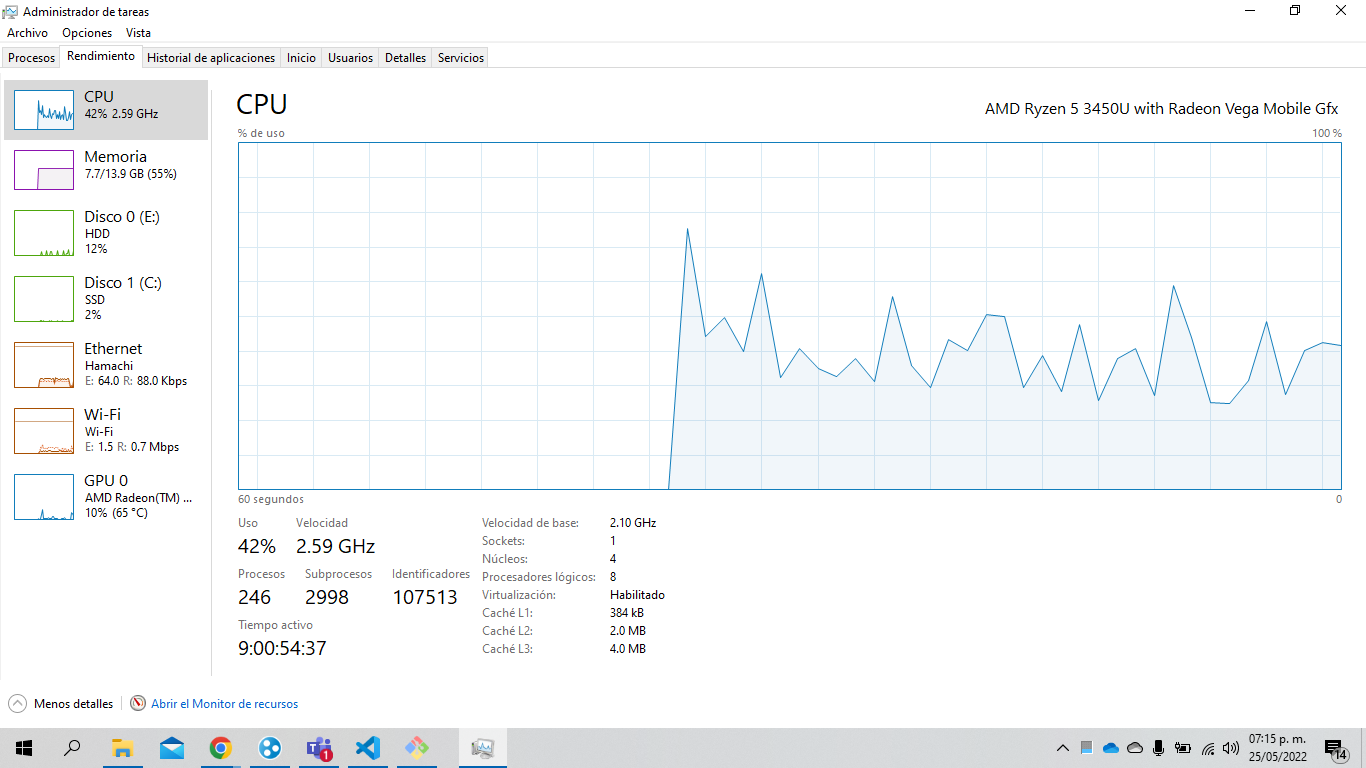 Administrador de tareas
Archivo Opciones Vista
Procesos Rendimiento Historial de aplicaciones Inicio Usuarios Detalles Servicios
CPU
42% 2.59 GHz
Memoria
7.7/13.9 GB (55%)
Disco 0 (E:)
HDD
12%
Disco 1 (C:)
SSD
2%
Ethernet
Hamachi
E: 64.0 R: 88.0 Kbps
Wi-Fi
Wi-Fi
E: 1.5 R: 0.7 Mbps
GPU 0
AMD Radeon(TM) ...
10% (65 °C)
CPU
AMD Ryzen 5 3450U with Radeon Vega Mobile Gfx
% de uso 100 %
60 segundos 0
Uso Velocidad
42% 2.59 GHz
Procesos Subprocesos Identificadores
246 2998 107513
Tiempo activo
9:00:54:37
Velocidad de base: 2.10 GHz
Sockets: 1
Núcleos: 4
Procesadores lógicos: 8
Virtualización: Habilitado
Caché L1: 384 kB
Caché L2: 2.0 MB
Caché L3: 4.0 MB
Menos detalles Abrir el Monitor de recursos
1
07:15 p. m.
25/05/2022
14